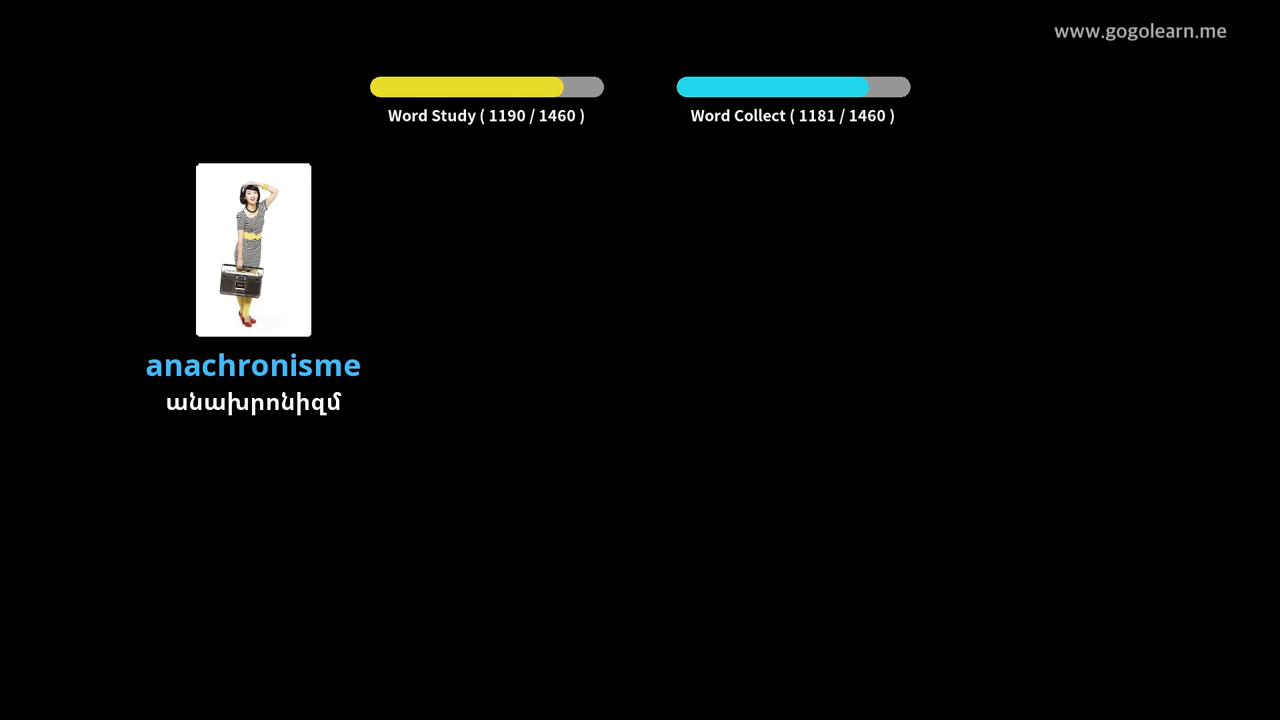 www.gogolearn.me
Word Study ( 1190 / 1460 )
Word Collect ( 1181 / 1460 )
anachronisme
անախրոնիզմ